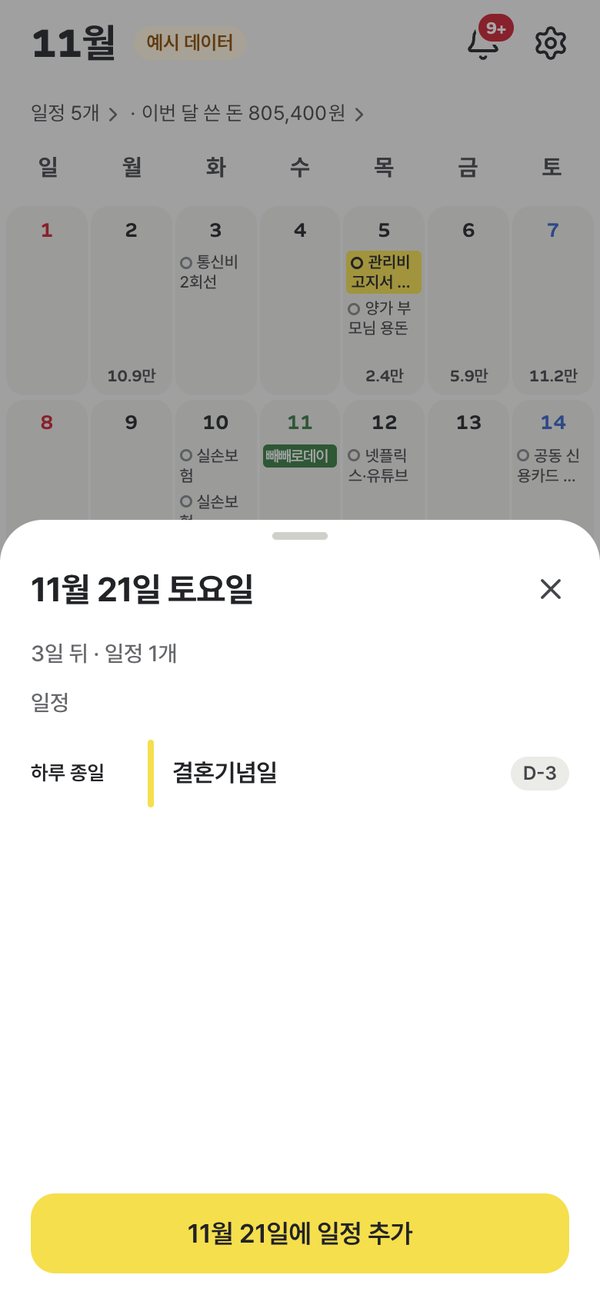 11월 예시 데이터 9+
일정 5개 > · 이번 달 쓴 돈 805,400원 >
일 월 화 수 목 금 토
1 2 3 4 5 6 7
통신비
2회선
관리비
고지서 ...
양가 부
모님 용돈
10.9만 2.4만 5.9만 11.2만
8 9 10 11 12 13 14
실손보
험
실손보
험
빼빼로데이
넷플릭
스·유튜브
공동 신
용카드 ...
11월 21일 토요일
3일 뒤 · 일정 1개
일정
하루 종일 결혼기념일 D-3
11월 21일에 일정 추가